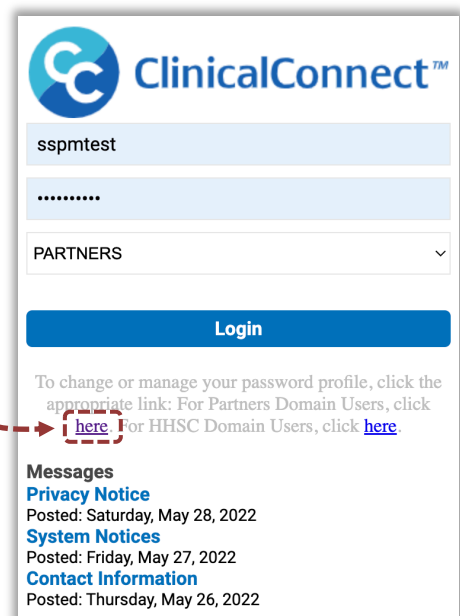 CC ClinicalConnect™
sspmtest
••••••••••
PARTNERS
Login
To change or manage your password profile, click the
appropriate link: For Partners Domain Users, click
here. For HHSC Domain Users, click here.
Messages
Privacy Notice
Posted: Saturday, May 28, 2022
System Notices
Posted: Friday, May 27, 2022
Contact Information
Posted: Thursday, May 26, 2022